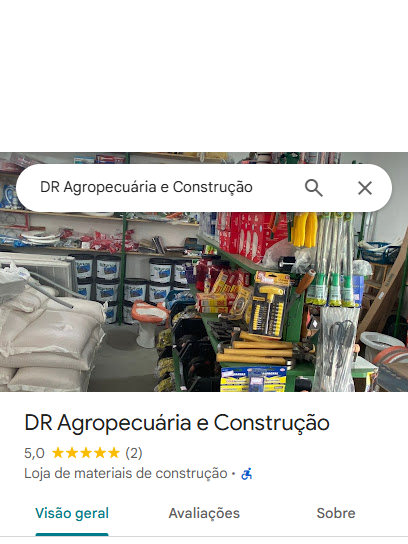 DR Agropecuária e Construção
DR Agropecuária e Construção
5,0 (2)
Loja de materiais de construção ·
Visão geral
Avaliações
Sobre